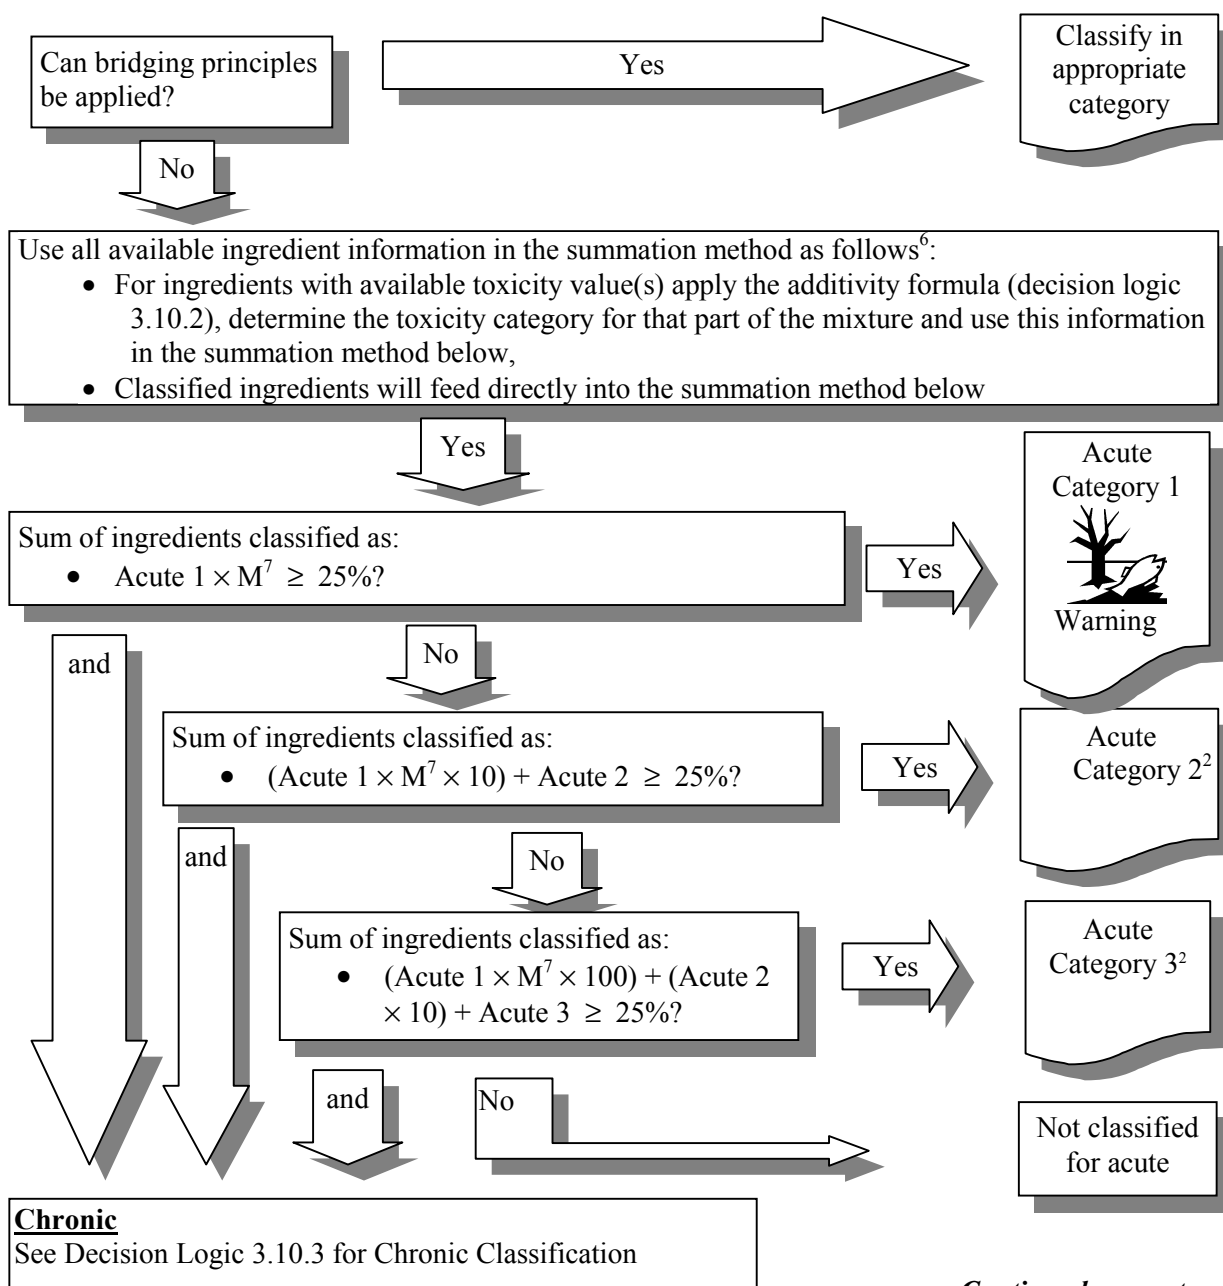 Can bridging principles
be applied?
Yes
Classify in
appropriate
category
No
Use all available ingredient information in the summation method as follows⁶:
• For ingredients with available toxicity value(s) apply the additivity formula (decision logic
3.10.2), determine the toxicity category for that part of the mixture and use this information
in the summation method below,
• Classified ingredients will feed directly into the summation method below
Yes
Acute
Category 1
Warning
Sum of ingredients classified as:
• Acute 1 × M⁷ ≥ 25%?
Yes
and
No
Sum of ingredients classified as:
• (Acute 1 × M⁷ × 10) + Acute 2 ≥ 25%?
Yes
Acute
Category 2²
and
No
Sum of ingredients classified as:
• (Acute 1 × M⁷ × 100) + (Acute 2
× 10) + Acute 3 ≥ 25%?
Yes
Acute
Category 3²
and
No
Not classified
for acute
Chronic
See Decision Logic 3.10.3 for Chronic Classification